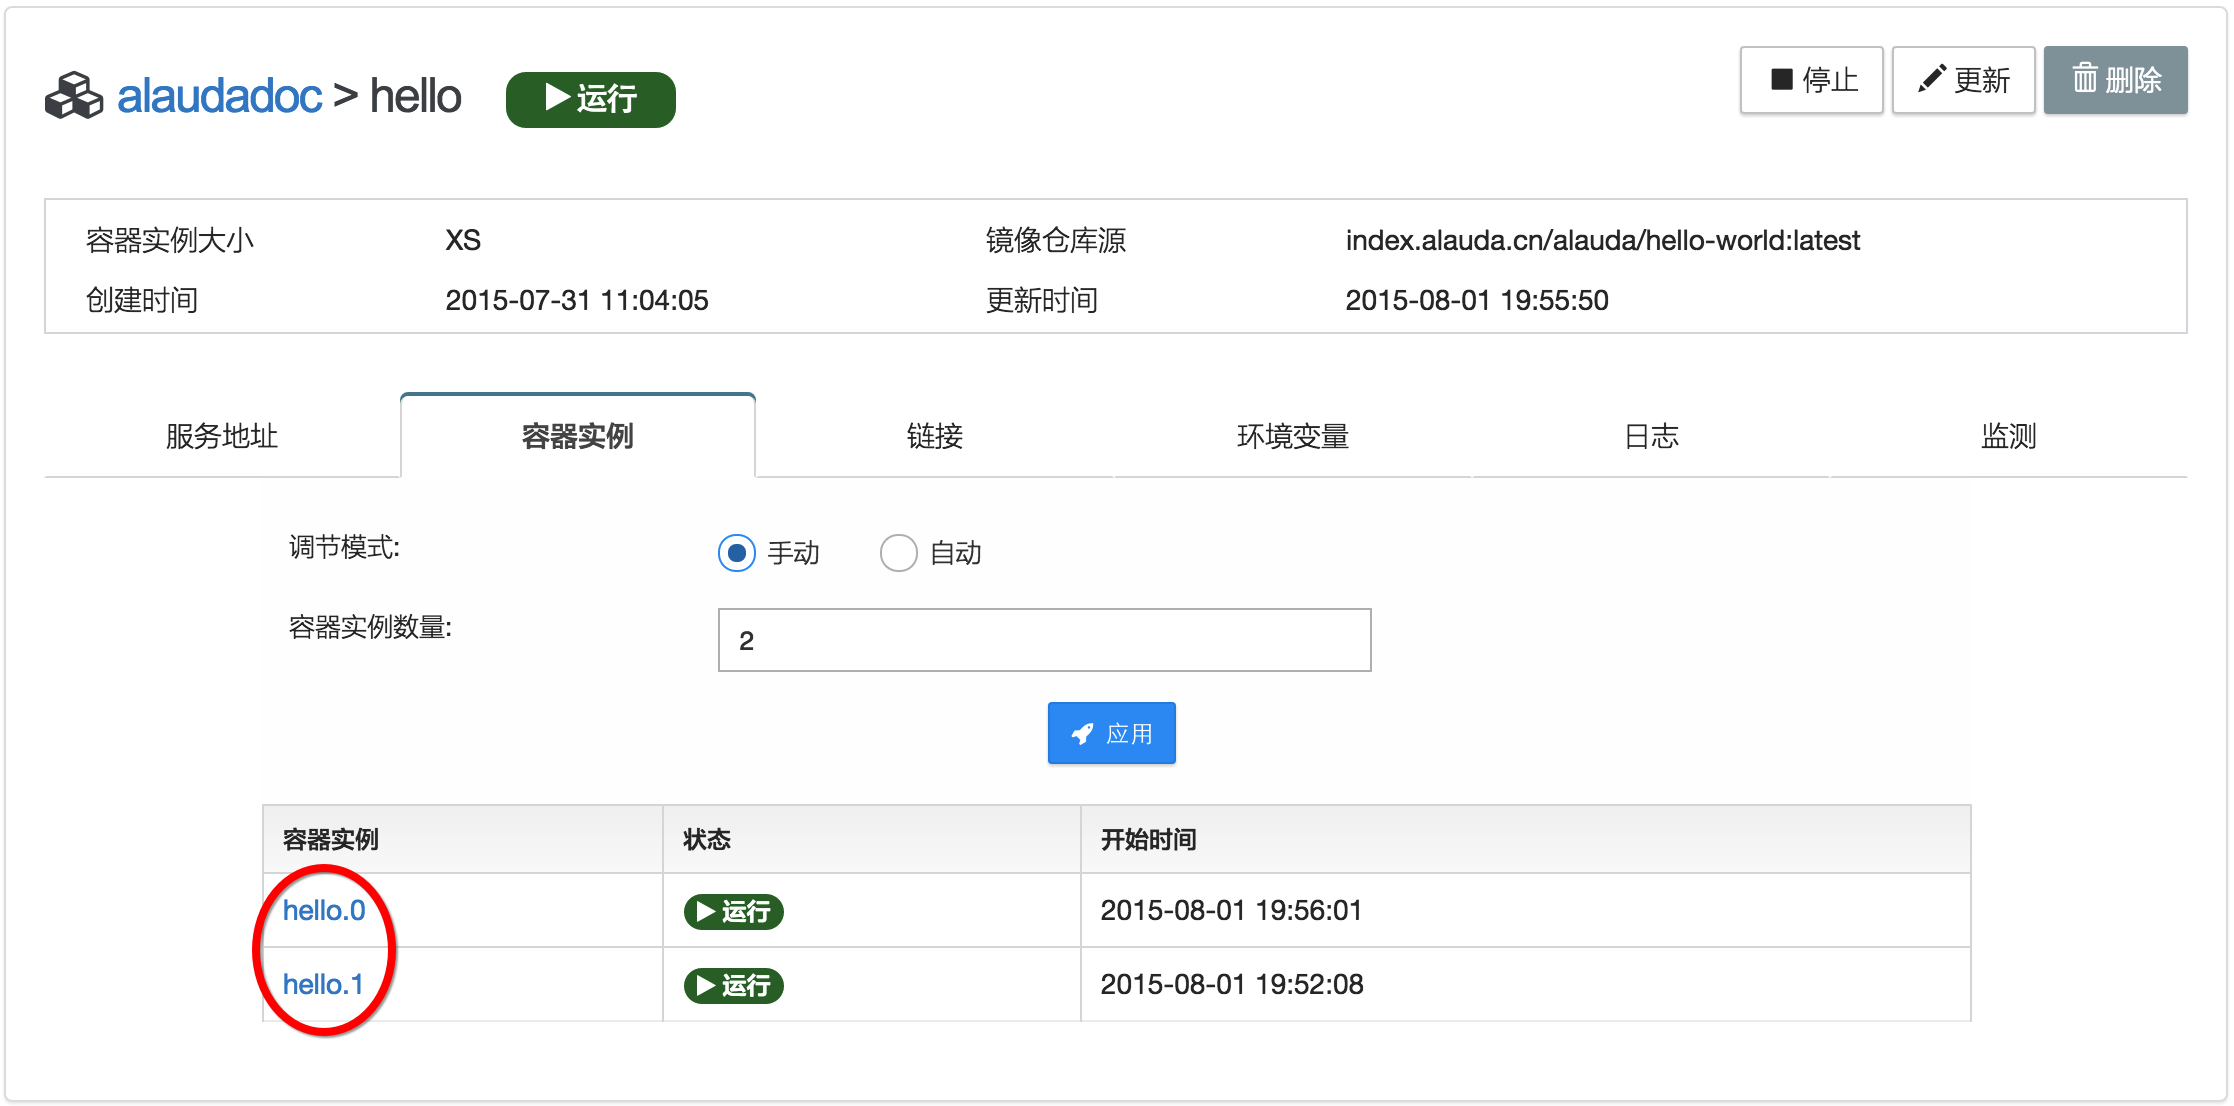 alaudadoc > hello 运行 停止 更新 删除
容器实例大小 XS 镜像仓库源 index.alauda.cn/alauda/hello-world:latest
创建时间 2015-07-31 11:04:05 更新时间 2015-08-01 19:55:50
服务地址 容器实例 链接 环境变量 日志 监测
调节模式: 手动 自动
容器实例数量: 2
应用
容器实例 状态 开始时间
hello.0 运行 2015-08-01 19:56:01
hello.1 运行 2015-08-01 19:52:08